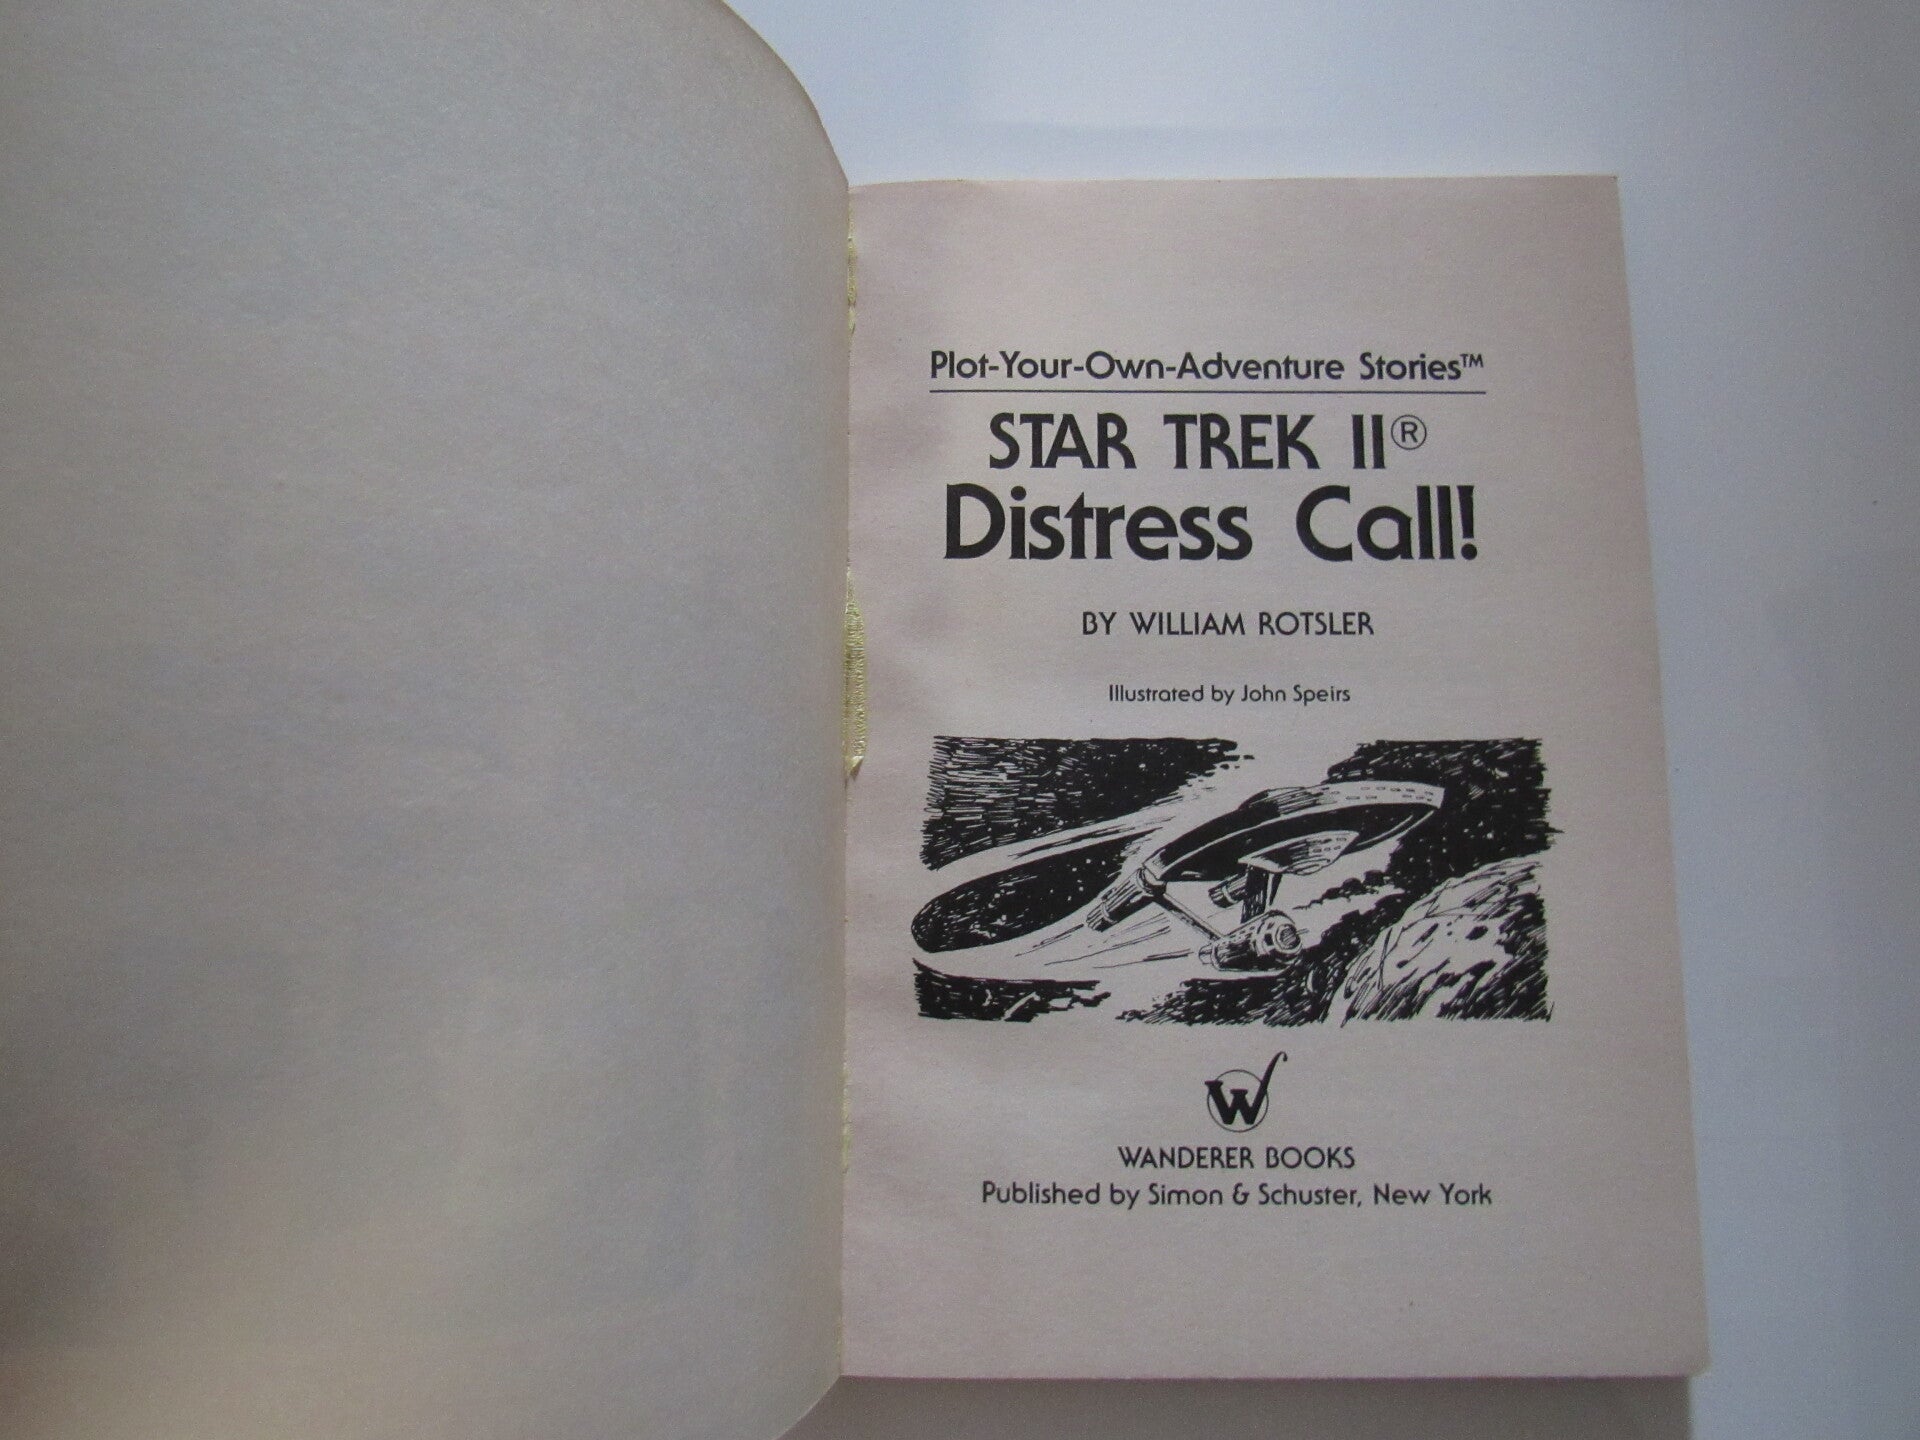 Plot-Your-Own-Adventure Stories™
STAR TREK II®
Distress Call!
BY WILLIAM ROTSLER
Illustrated by John Speirs
W
WANDERER BOOKS
Published by Simon & Schuster, New York